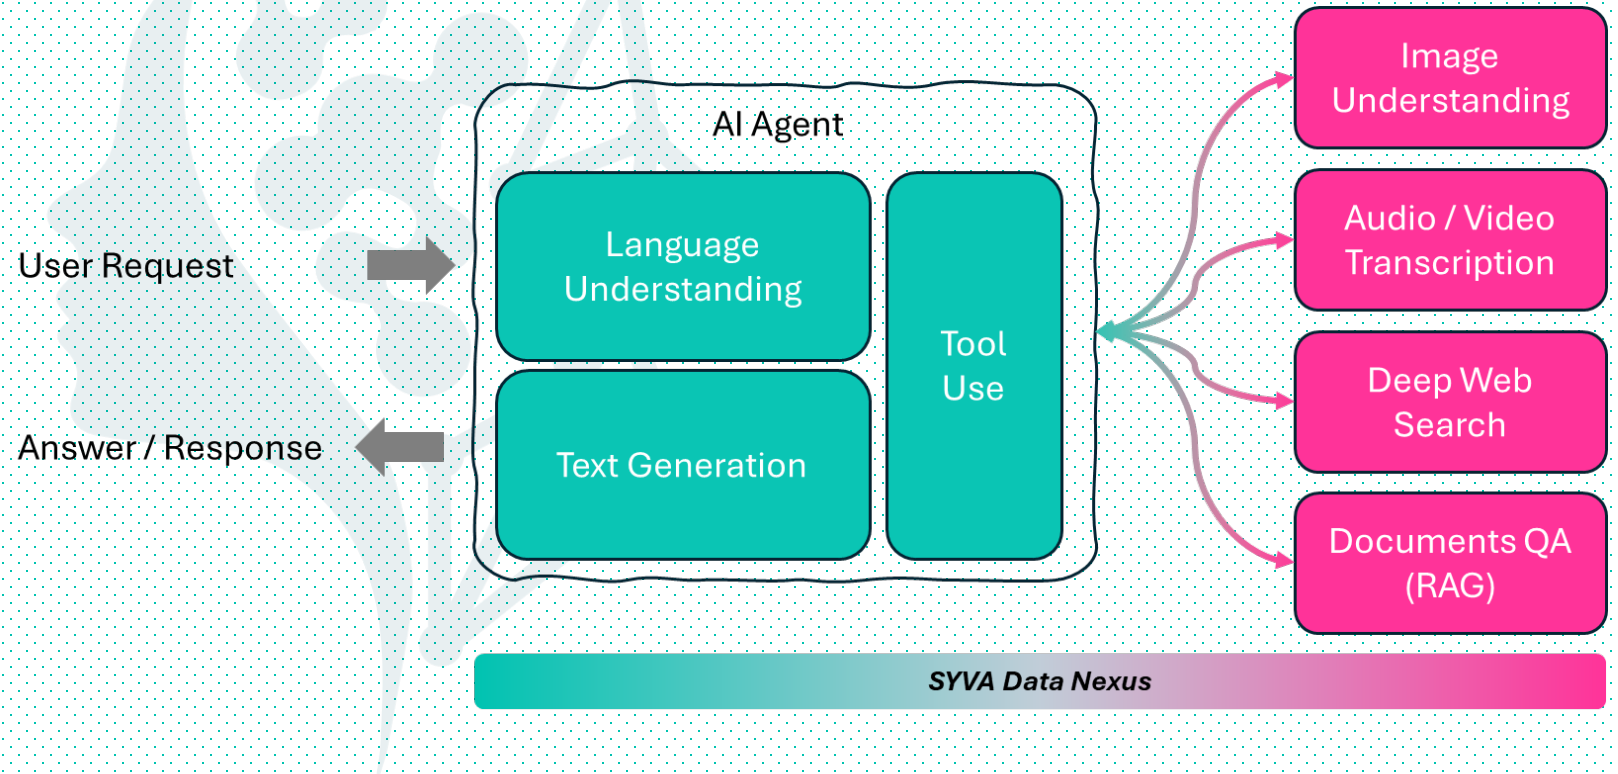 AI Agent
User Request
Answer / Response
Language
Understanding
Text Generation
Tool
Use
Image
Understanding
Audio / Video
Transcription
Deep Web
Search
Documents QA
(RAG)
SYVA Data Nexus